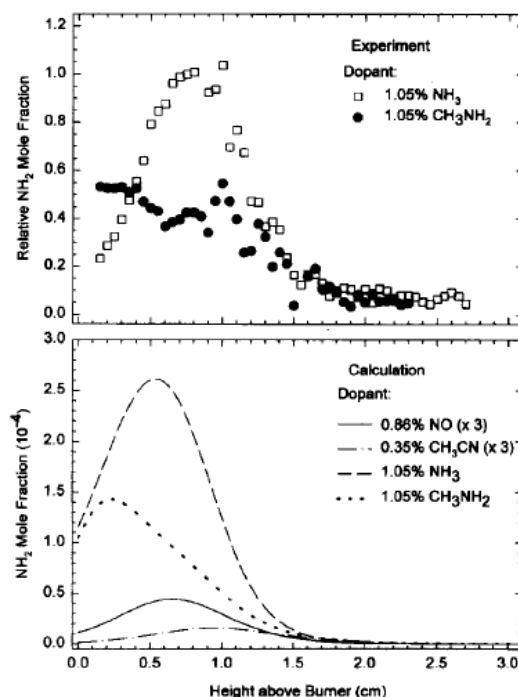 1.2
1.0
0.8
0.6
0.4
0.2
0.0
Relative NH₂ Mole Fraction
Experiment
Dopant:
1.05% NH₃
1.05% CH₃NH₂
3.0
2.5
2.0
1.5
1.0
0.5
0.0
NH₂ Mole Fraction (10⁻⁴)
Calculation
Dopant:
0.86% NO (x 3)
0.35% CH₃CN (x 3)
1.05% NH₃
1.05% CH₃NH₂
0.0 0.5 1.0 1.5 2.0 2.5 3.0
Height above Burner (cm)